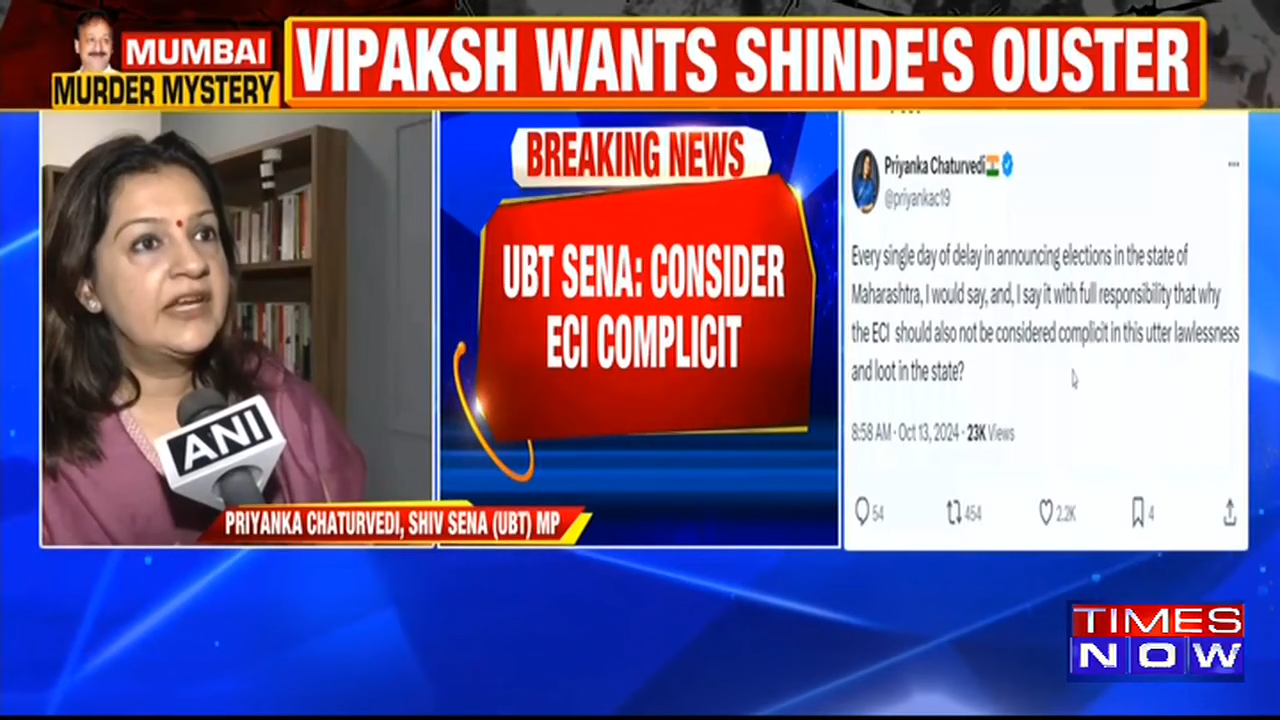 MUMBAI
MURDER MYSTERY
VIPAKSH WANTS SHINDE'S OUSTER
ANI
PRIYANKA CHATURVEDI, SHIV SENA (UBT) MP
BREAKING NEWS
UBT SENA: CONSIDER
ECI COMPLICIT
Priyanka Chaturvedi
@priyankac19
Every single day of delay in announcing elections in the state of
Maharashtra, I would say, and, I say it with full responsibility that why
the ECI should also not be considered complicit in this utter lawlessness
and loot in the state?
8:58 AM · Oct 13, 2024 · 23K Views
54 454 2.2K 4
TIMES
NOW